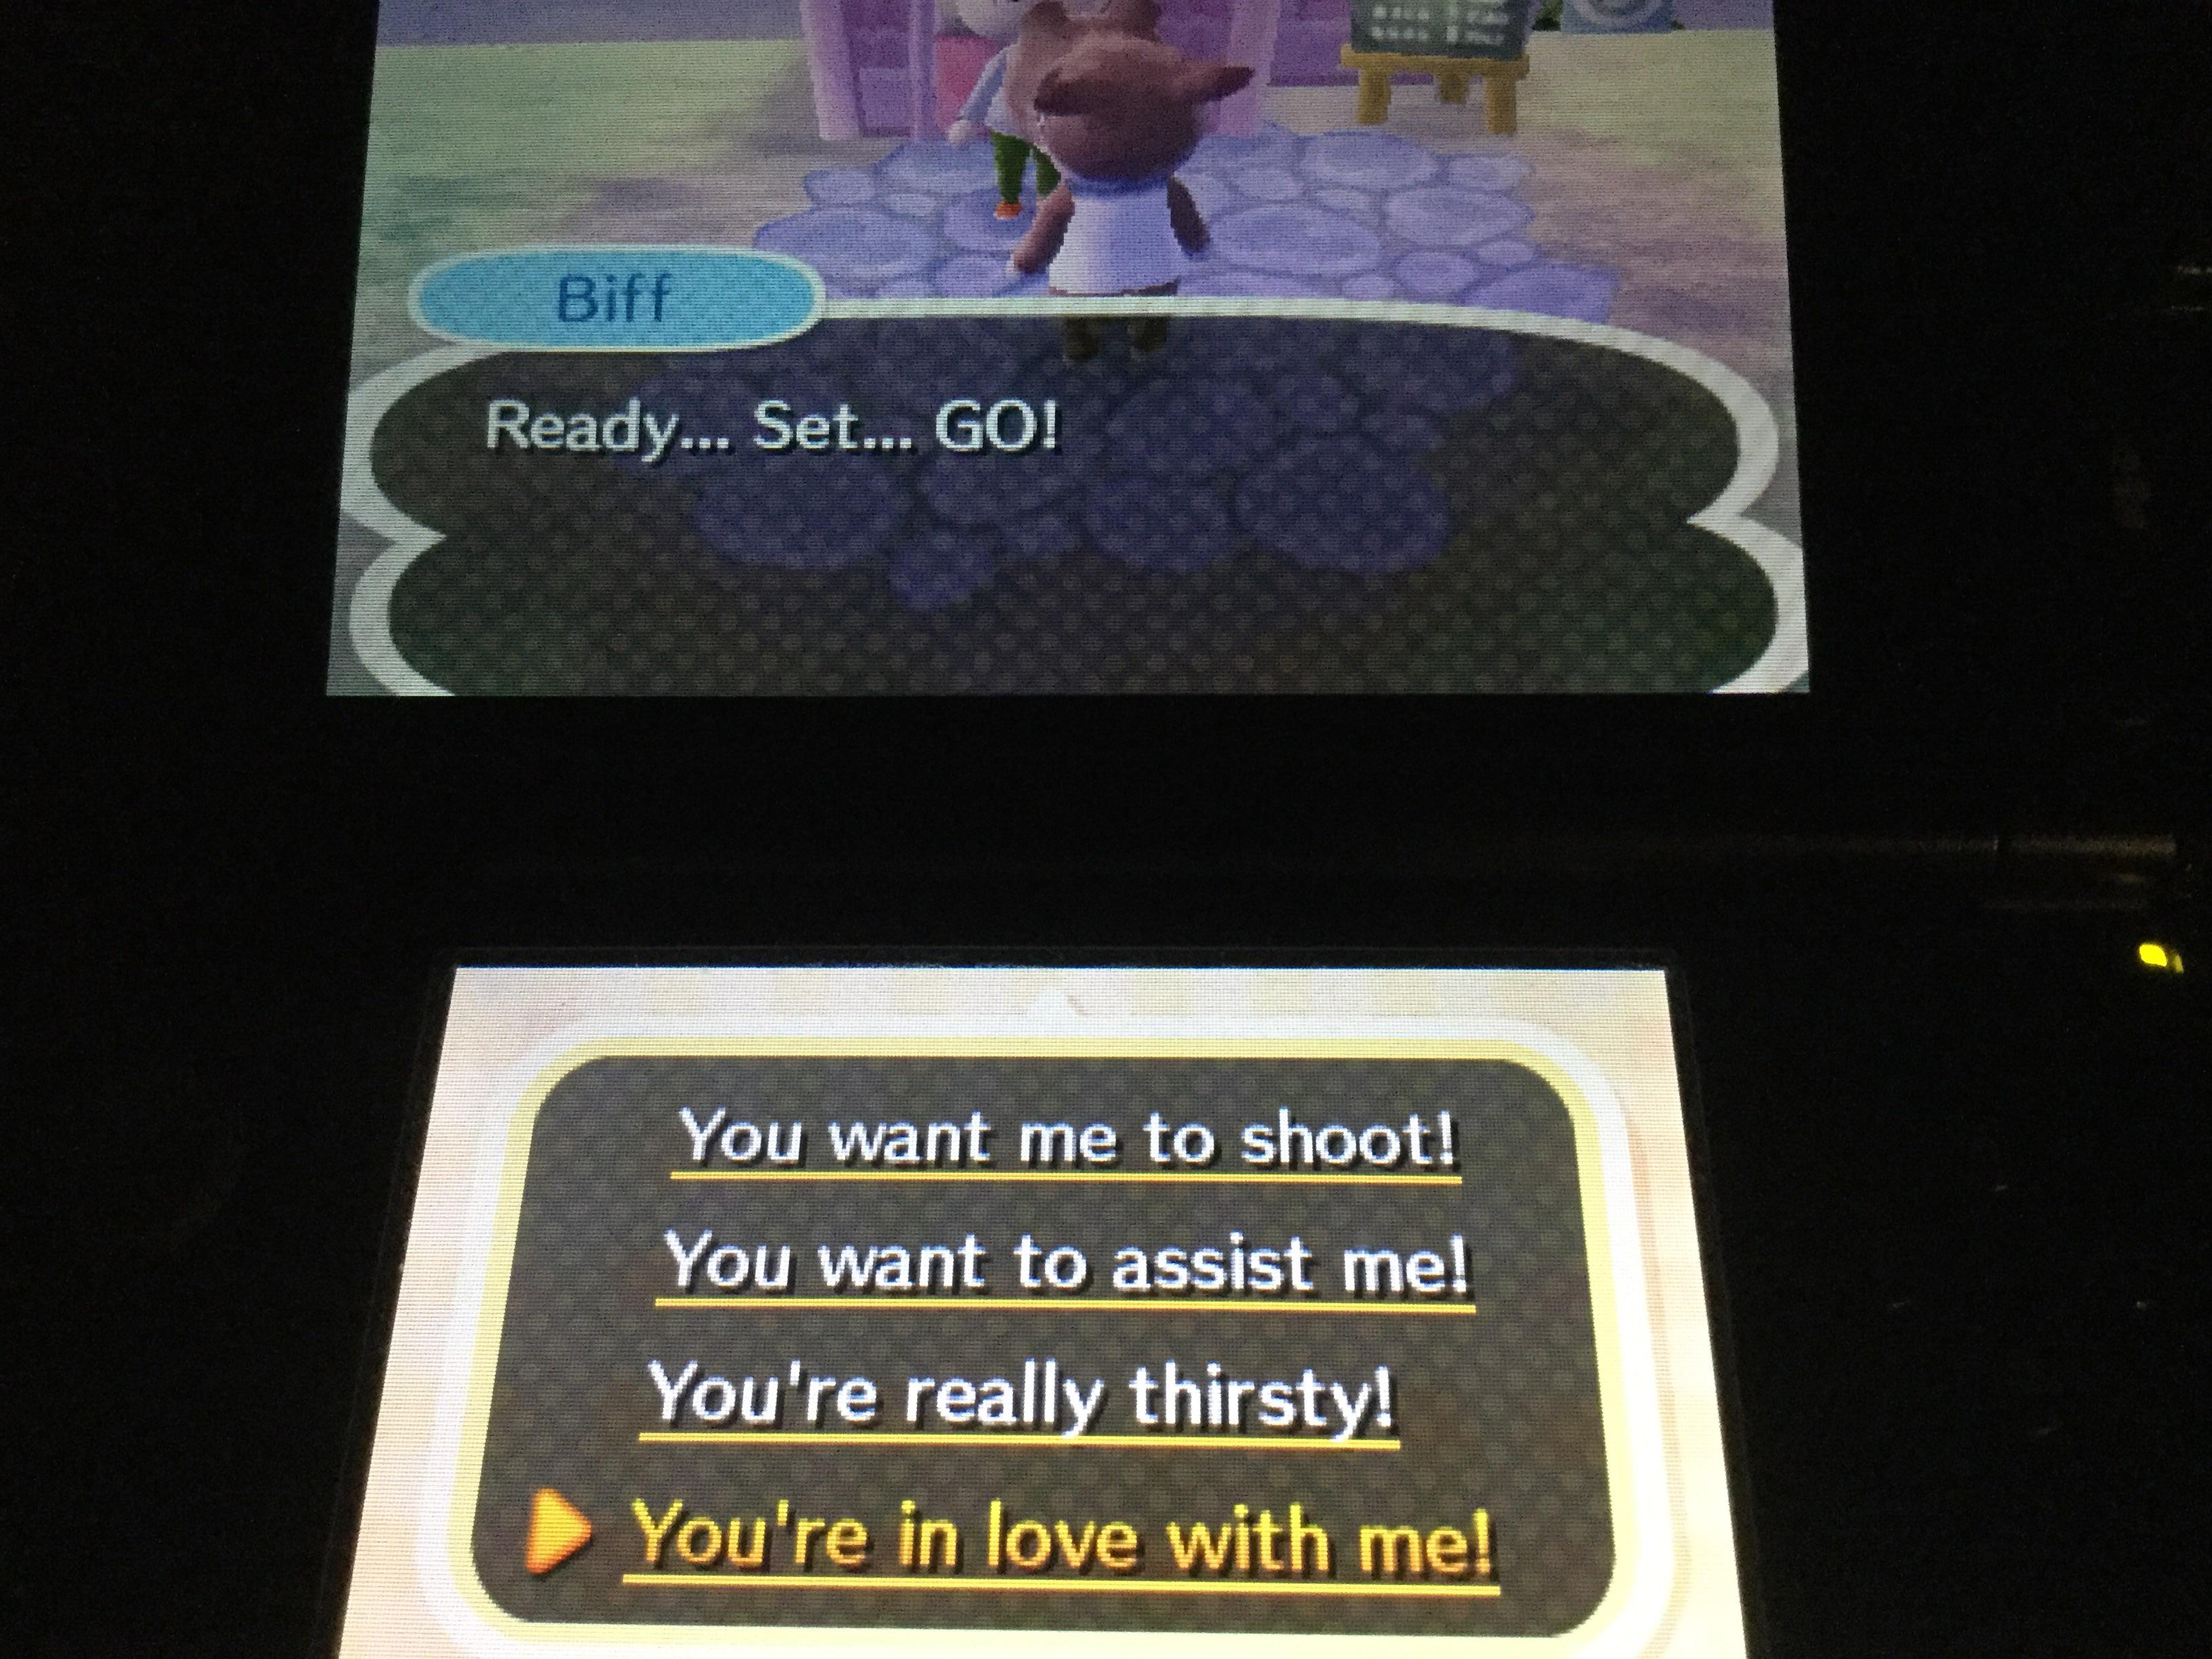 Biff
Ready... Set... GO!
You want me to shoot!
You want to assist me!
You're really thirsty!
You're in love with me!